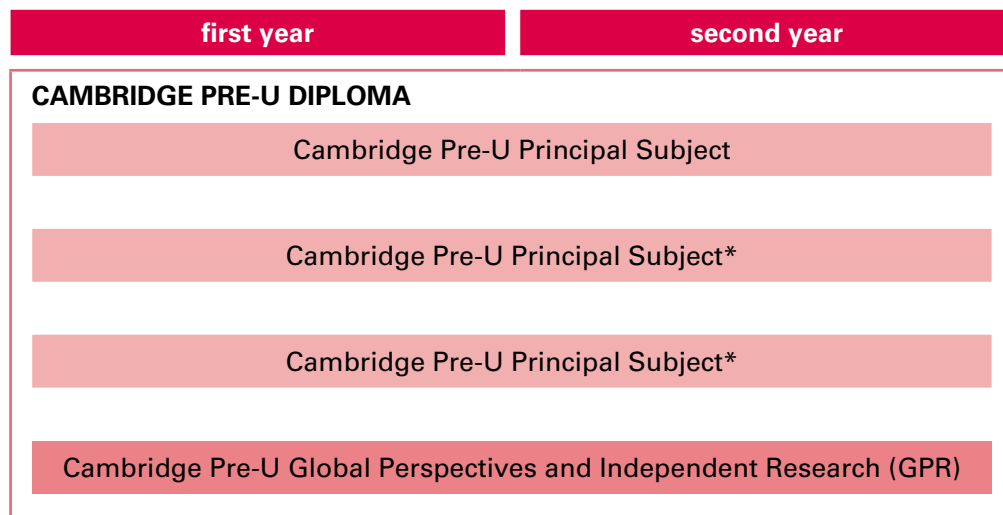 first year
second year
CAMBRIDGE PRE-U DIPLOMA
Cambridge Pre-U Principal Subject
Cambridge Pre-U Principal Subject*
Cambridge Pre-U Principal Subject*
Cambridge Pre-U Global Perspectives and Independent Research (GPR)